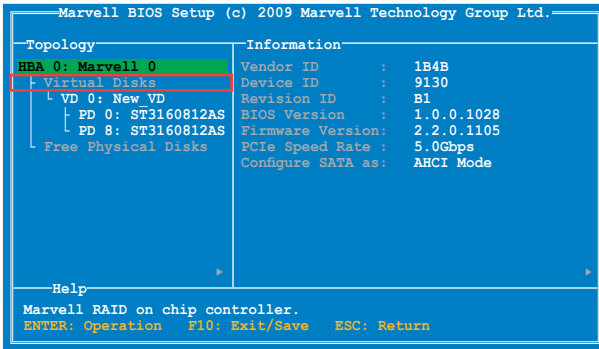 Marvell BIOS Setup (c) 2009 Marvell Technology Group Ltd.
Topology
HBA 0: Marvell 0
Virtual Disks
VD 0: New_VD
PD 0: ST3160812AS
PD 8: ST3160812AS
Free Physical Disks
Information
Vendor ID : 1B4B
Device ID : 9130
Revision ID : B1
BIOS Version : 1.0.0.1028
Firmware Version: 2.2.0.1105
PCIe Speed Rate : 5.0Gbps
Configure SATA as: AHCI Mode
Help
Marvell RAID on chip controller.
ENTER: Operation F10: Exit/Save ESC: Return